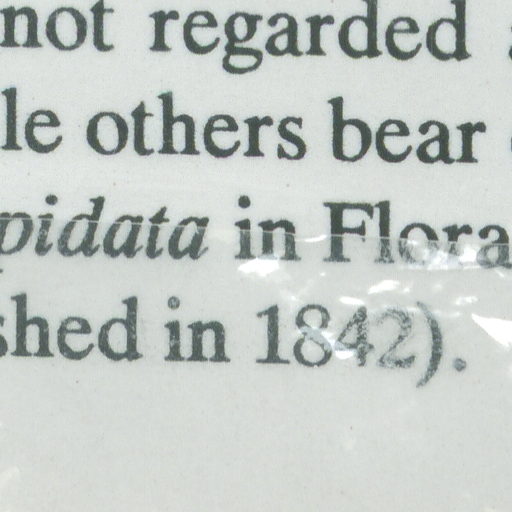 not regarded
le others bear
pidata in Flora
shed in 1842).